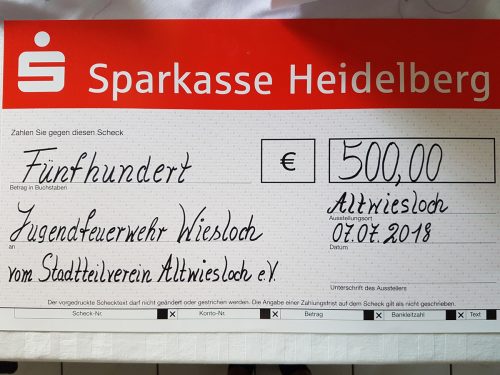 Sparkasse Heidelberg
Zahlen Sie gegen diesen Scheck
Fünfhundert € 500,00
Betrag in Buchstaben
Altwiesloch
Ausstellungsort
Jugendfeuerwehr Wiesloch 07.07.2018
an Datum
vom Stadtteilverein Altwiesloch e.V.
Unterschrift des Ausstellers
Der vorgedruckte Schecktext darf nicht geändert oder gestrichen werden. Die Angabe einer Zahlungsfrist auf dem Scheck gilt als nicht geschrieben.
Scheck-Nr. X Konto-Nr. X Betrag X Bankleitzahl X Text X